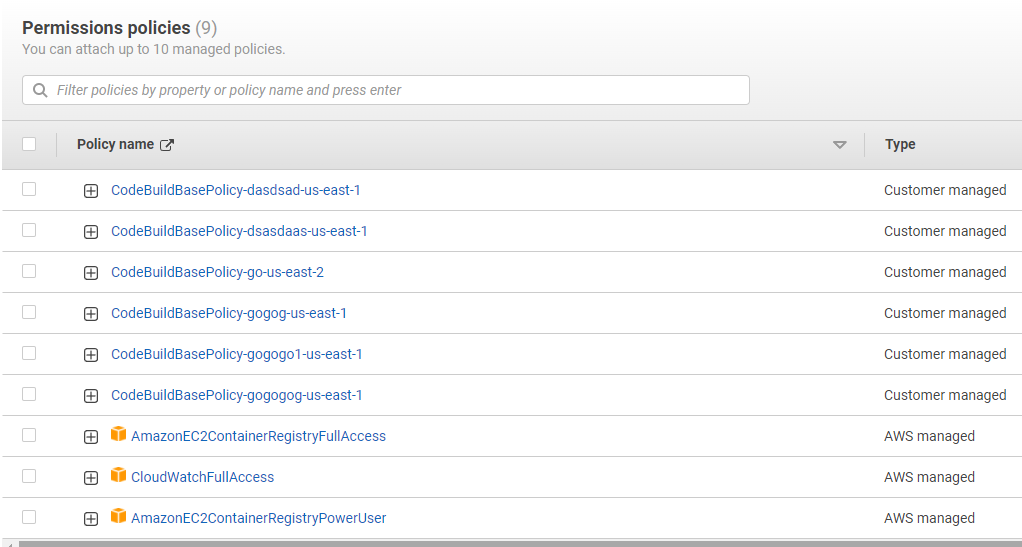 Permissions policies (9)
You can attach up to 10 managed policies.
Filter policies by property or policy name and press enter
Policy name Type
CodeBuildBasePolicy-dasdsad-us-east-1 Customer managed
CodeBuildBasePolicy-dsasdaas-us-east-1 Customer managed
CodeBuildBasePolicy-go-us-east-2 Customer managed
CodeBuildBasePolicy-gogog-us-east-1 Customer managed
CodeBuildBasePolicy-gogogo1-us-east-1 Customer managed
CodeBuildBasePolicy-gogogog-us-east-1 Customer managed
AmazonEC2ContainerRegistryFullAccess AWS managed
CloudWatchFullAccess AWS managed
AmazonEC2ContainerRegistryPowerUser AWS managed